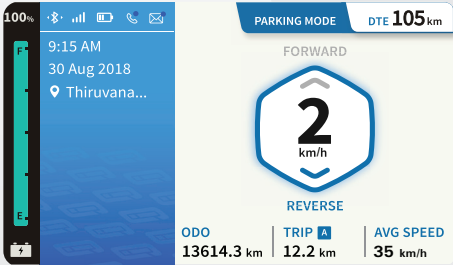 100%
F
E
9:15 AM
30 Aug 2018
Thiruvana...
PARKING MODE
DTE 105 km
FORWARD
2
km/h
REVERSE
ODO
13614.3 km
TRIP A
12.2 km
AVG SPEED
35 km/h